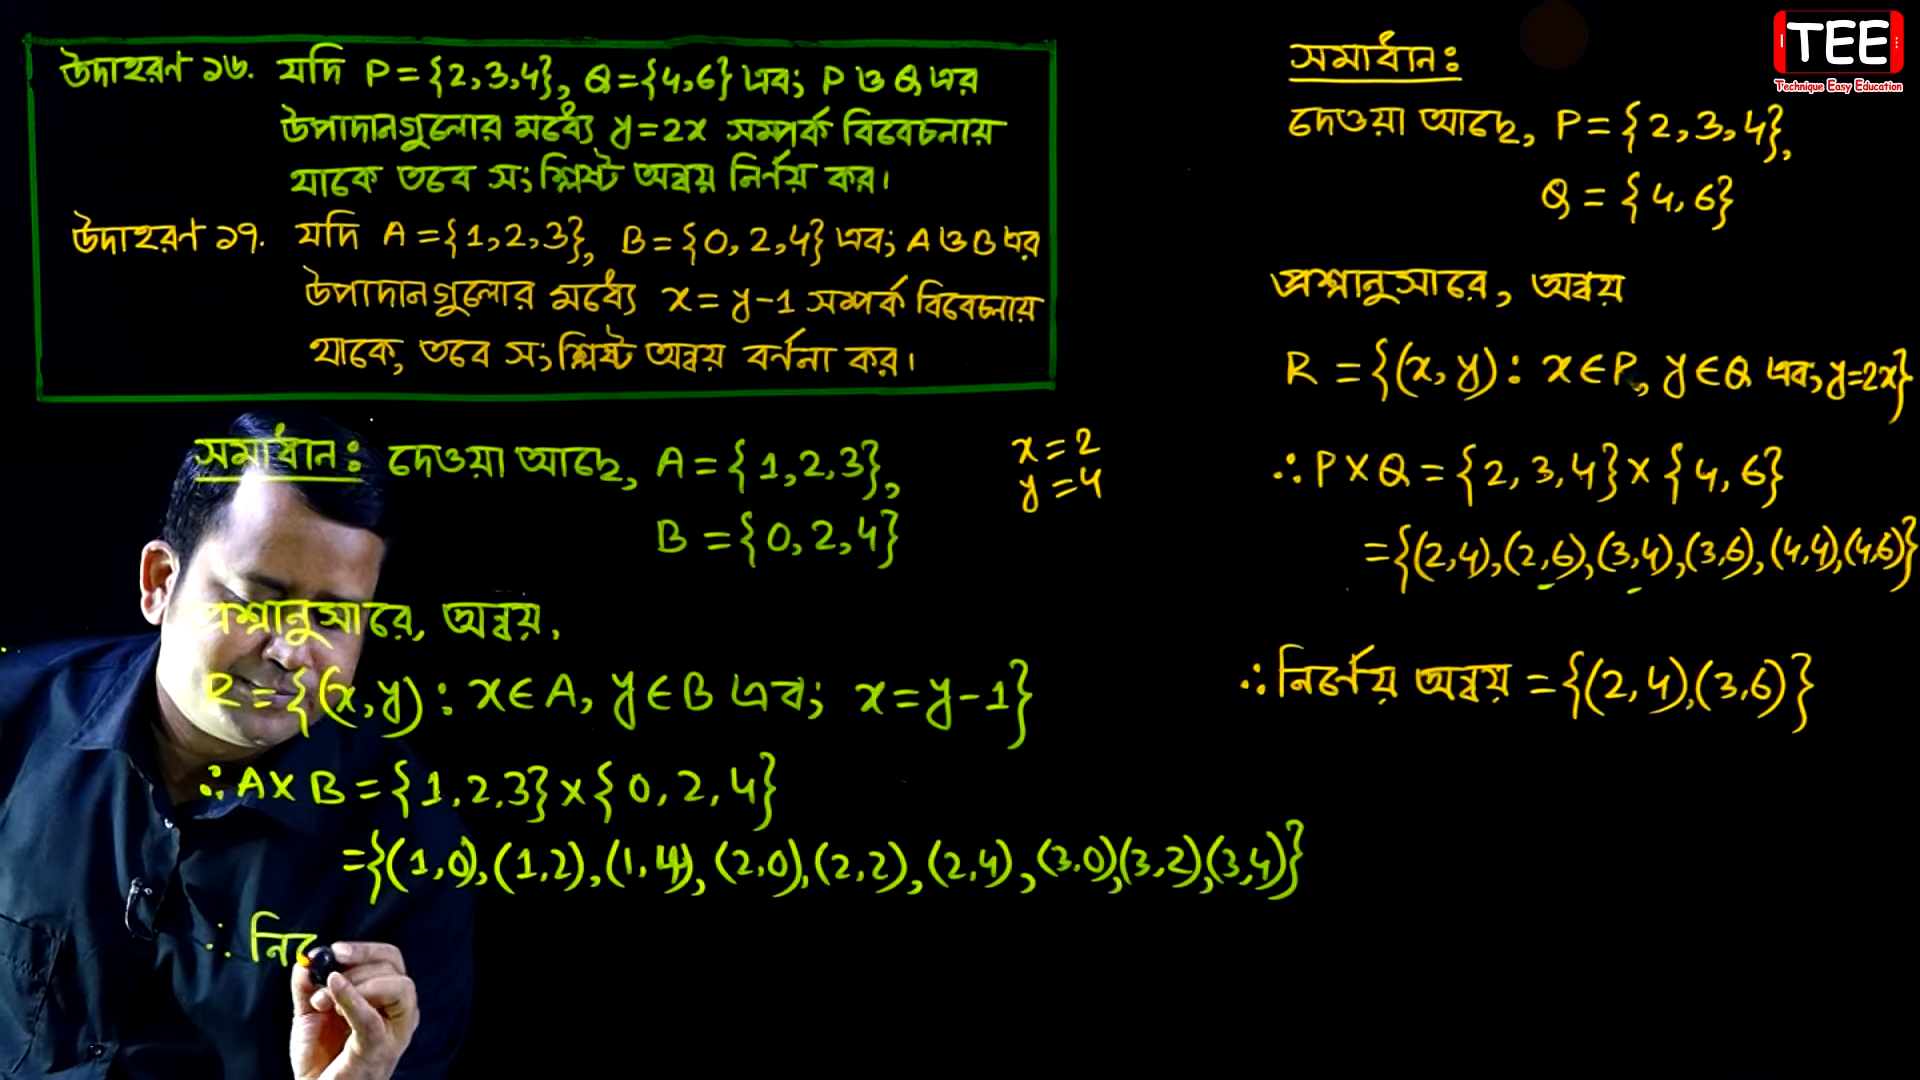 উদাহরণ ১৬. যদি P={2,3,4}, Q={4,6} এবং P ও Q এর
উপাদানগুলোর মধ্যে y=2x সম্পর্ক বিবেচনায়
থাকে তবে সংশ্লিষ্ট অন্বয় নির্ণয় কর।
উদাহরণ ১৭. যদি A={1,2,3}, B={0,2,4} এবং A ও B এর
উপাদানগুলোর মধ্যে x=y-1 সম্পর্ক বিবেচনায়
থাকে, তবে সংশ্লিষ্ট অন্বয় বর্ণনা কর।
সমাধান: দেওয়া আছে, A={1,2,3},
B={0,2,4}
প্রশ্নানুসারে, অন্বয়,
R={(x,y): x∈A, y∈B এবং x=y-1}
∴ A×B={1,2,3}×{0,2,4}
={(1,0),(1,2),(1,4),(2,0),(2,2),(2,4),(3,0)(3,2),(3,4)}
∴ নি
x=2
y=4
TEE
Technique Easy Education
সমাধান:
দেওয়া আছে, P={2,3,4},
Q={4,6}
প্রশ্নানুসারে, অন্বয়
R={(x,y): x∈P, y∈Q এবং y=2x}
∴ P×Q={2,3,4}×{4,6}
={(2,4),(2,6),(3,4),(3,6),(4,4),(4,6)}
∴ নির্ণেয় অন্বয়={(2,4),(3,6)}